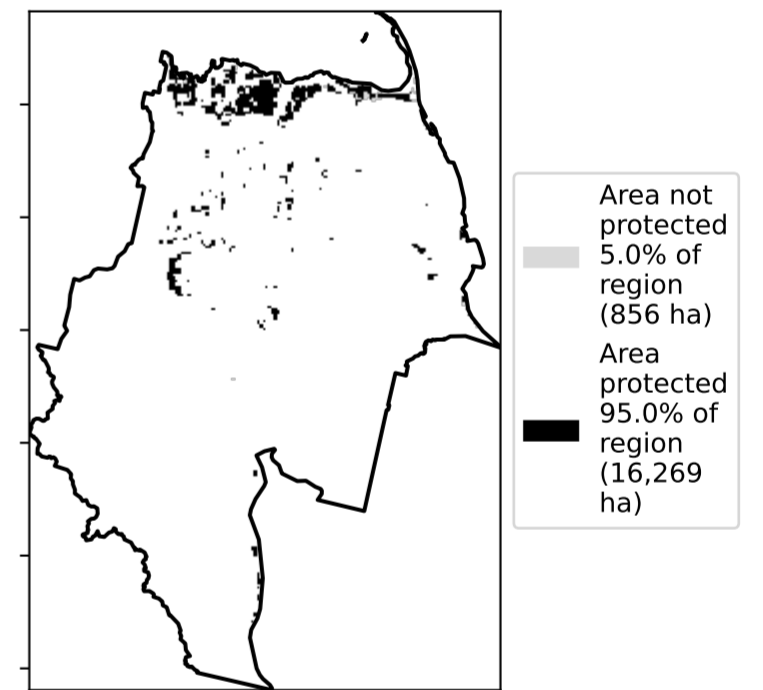 Area not
protected
5.0% of
region
(856 ha)
Area
protected
95.0% of
region
(16,269
ha)